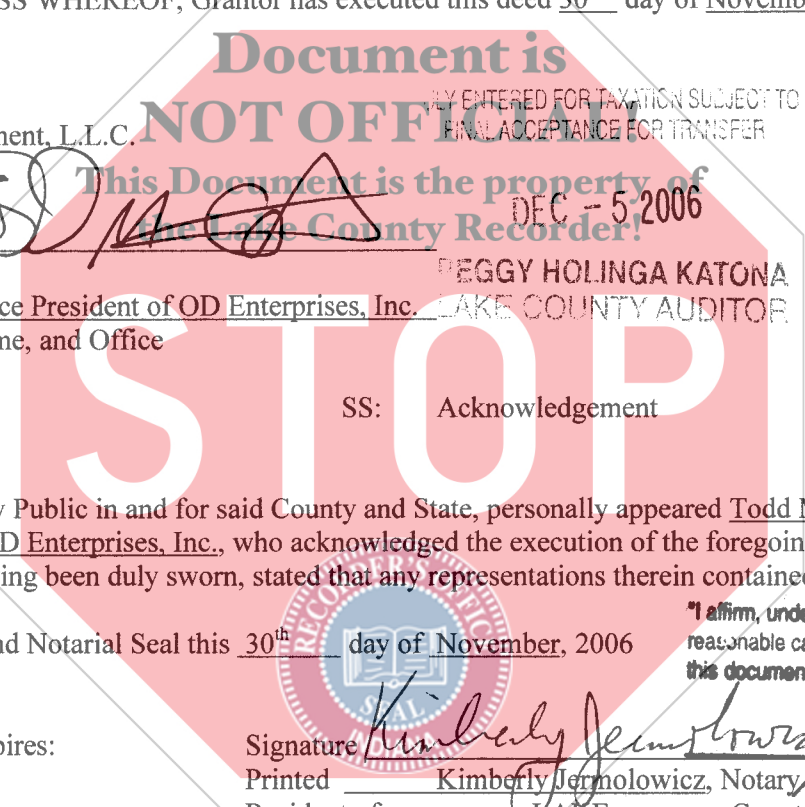 SS WHEREOF, Grantor has executed this deed 30 day of Novemb
Document is
NOT OFFICIAL!
This Document is the property of
the Lake County Recorder!
LY ENTERED FOR TAXATION SUBJECT TO
FINAL ACCEPTANCE FOR TRANSFER
ment, L.L.C.
DEC - 5 2006
PEGGY HOLINGA KATONA
LAKE COUNTY AUDITOR
ce President of OD Enterprises, Inc.
me, and Office
STOP
SS: Acknowledgement
y Public in and for said County and State, personally appeared Todd M
D Enterprises, Inc., who acknowledged the execution of the foregoin
ing been duly sworn, stated that any representations therein contained
"I affirm, unde
reasonable ca
this documen
nd Notarial Seal this 30th day of November, 2006
RECORDER'S OFFICE
SEAL
INDIANA
pires:
Signature Kimberly Jermolowicz
Printed Kimberly Jermolowicz, Notary